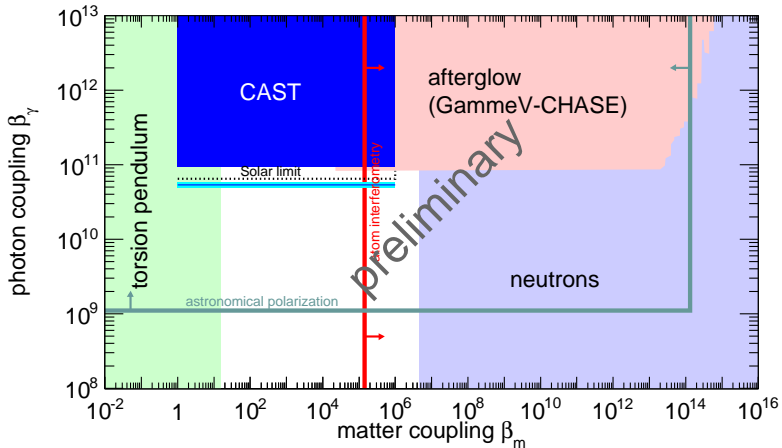 10^13
10^12
10^11
10^10
10^9
10^8
photon coupling β_γ
CAST
afterglow
(GammeV-CHASE)
torsion pendulum
Solar limit
atom interferometry
preliminary
neutrons
astronomical polarization
10^-2 1 10^2 10^4 10^6 10^8 10^10 10^12 10^14 10^16
matter coupling β_m